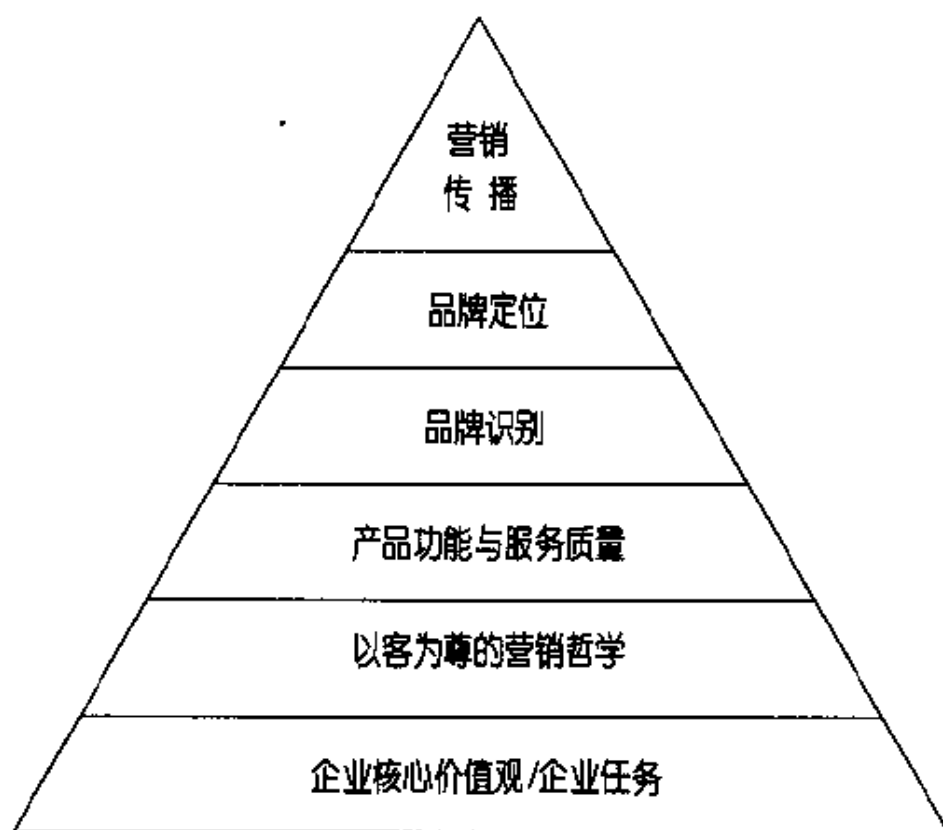 营销
传 播
品牌定位
品牌识别
产品功能与服务质量
以客为尊的营销哲学
企业核心价值观/企业任务